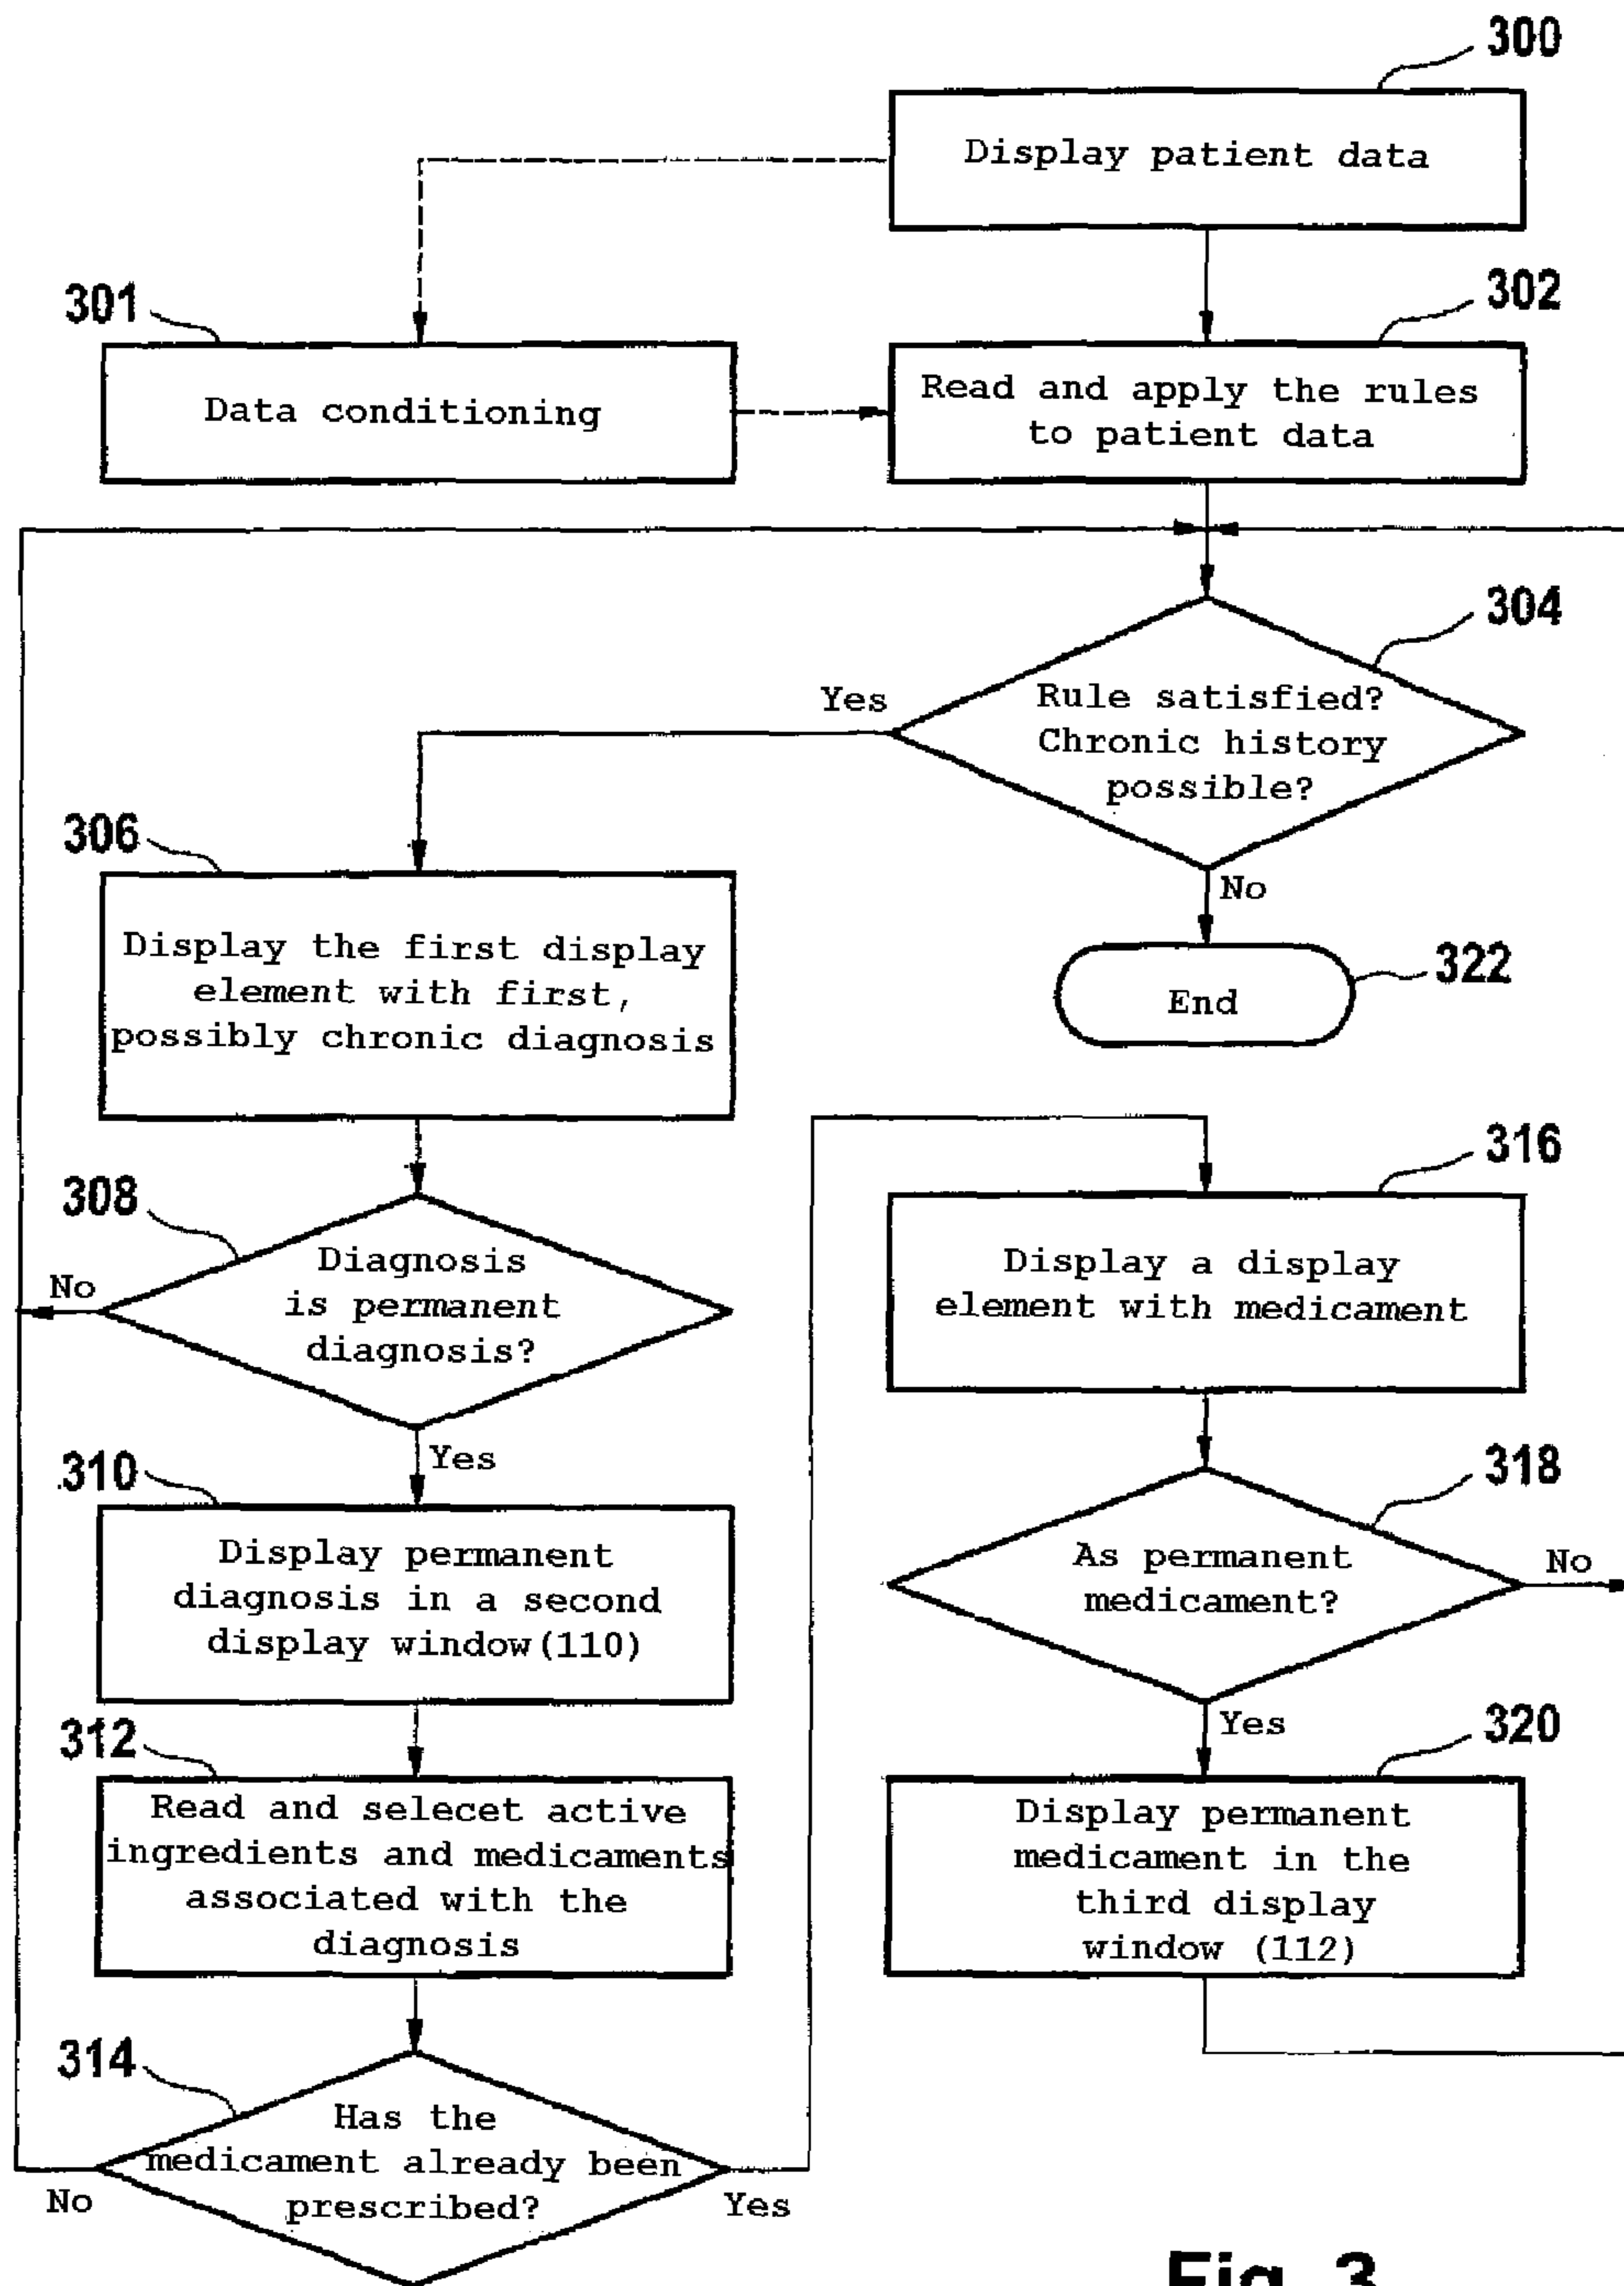 300
Display patient data
301
302
Data conditioning
Read and apply the rules
to patient data
304
Yes
Rule satisfied?
Chronic history
possible?
306
No
Display the first display
element with first,
possibly chronic diagnosis
322
End
316
308
Diagnosis
is permanent
diagnosis?
No
Display a display
element with medicament
Yes
310
318
Display permanent
diagnosis in a second
display window(110)
As permanent
medicament?
No
312
Yes
320
Read and selecet active
ingredients and medicaments
associated with the
diagnosis
Display permanent
medicament in the
third display
window (112)
314
Has the
medicament already been
prescribed?
No
Yes
Fig. 3